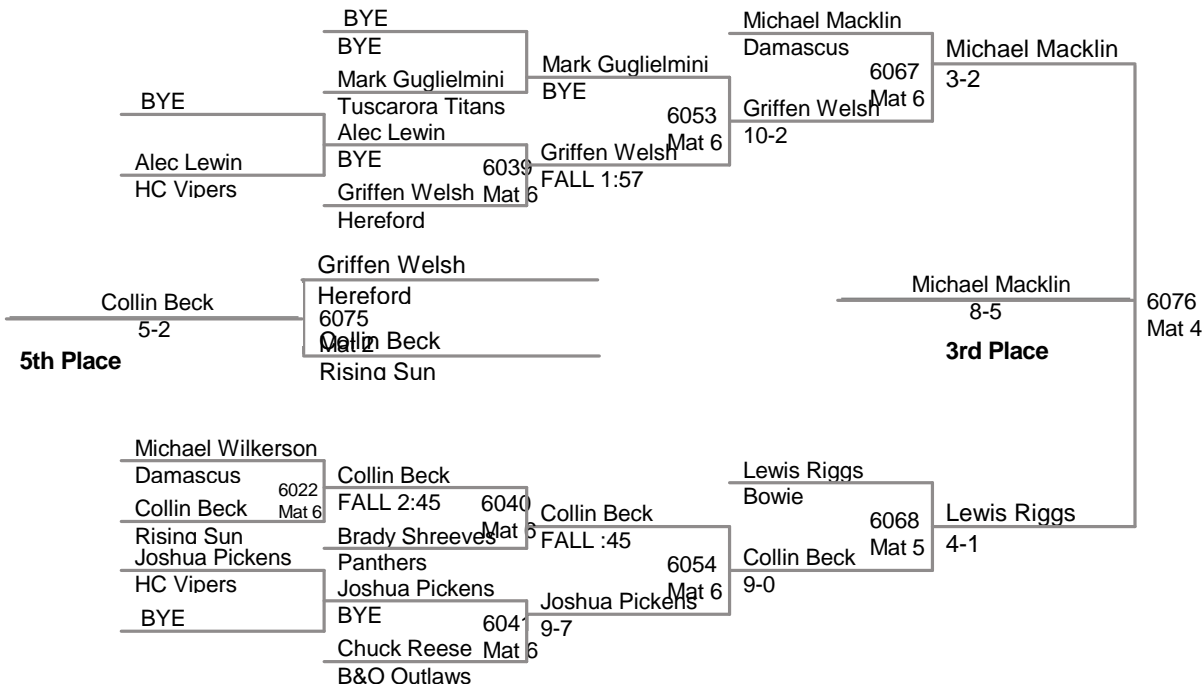 BYE
BYE
Mark Guglielmini
Tuscarora Titans
BYE
Alec Lewin
HC Vipers
Alec Lewin
BYE
6039
Mat 6
Griffen Welsh
Hereford
Mark Guglielmini
BYE
6053
Mat 6
Griffen Welsh
FALL 1:57
Michael Macklin
Damascus
6067
Mat 6
Griffen Welsh
10-2
Michael Macklin
3-2
Griffen Welsh
Hereford
6075
Mat 2
Collin Beck
Rising Sun
Collin Beck
5-2
5th Place
Michael Macklin
8-5
3rd Place
6076
Mat 4
Michael Wilkerson
Damascus
6022
Mat 6
Collin Beck
Rising Sun
Joshua Pickens
HC Vipers
BYE
Collin Beck
FALL 2:45
6040
Mat 6
Brady Shreeves
Panthers
Joshua Pickens
BYE
6041
Mat 6
Chuck Reese
B&O Outlaws
Collin Beck
FALL :45
6054
Mat 6
Joshua Pickens
9-7
Lewis Riggs
Bowie
6068
Mat 5
Collin Beck
9-0
Lewis Riggs
4-1